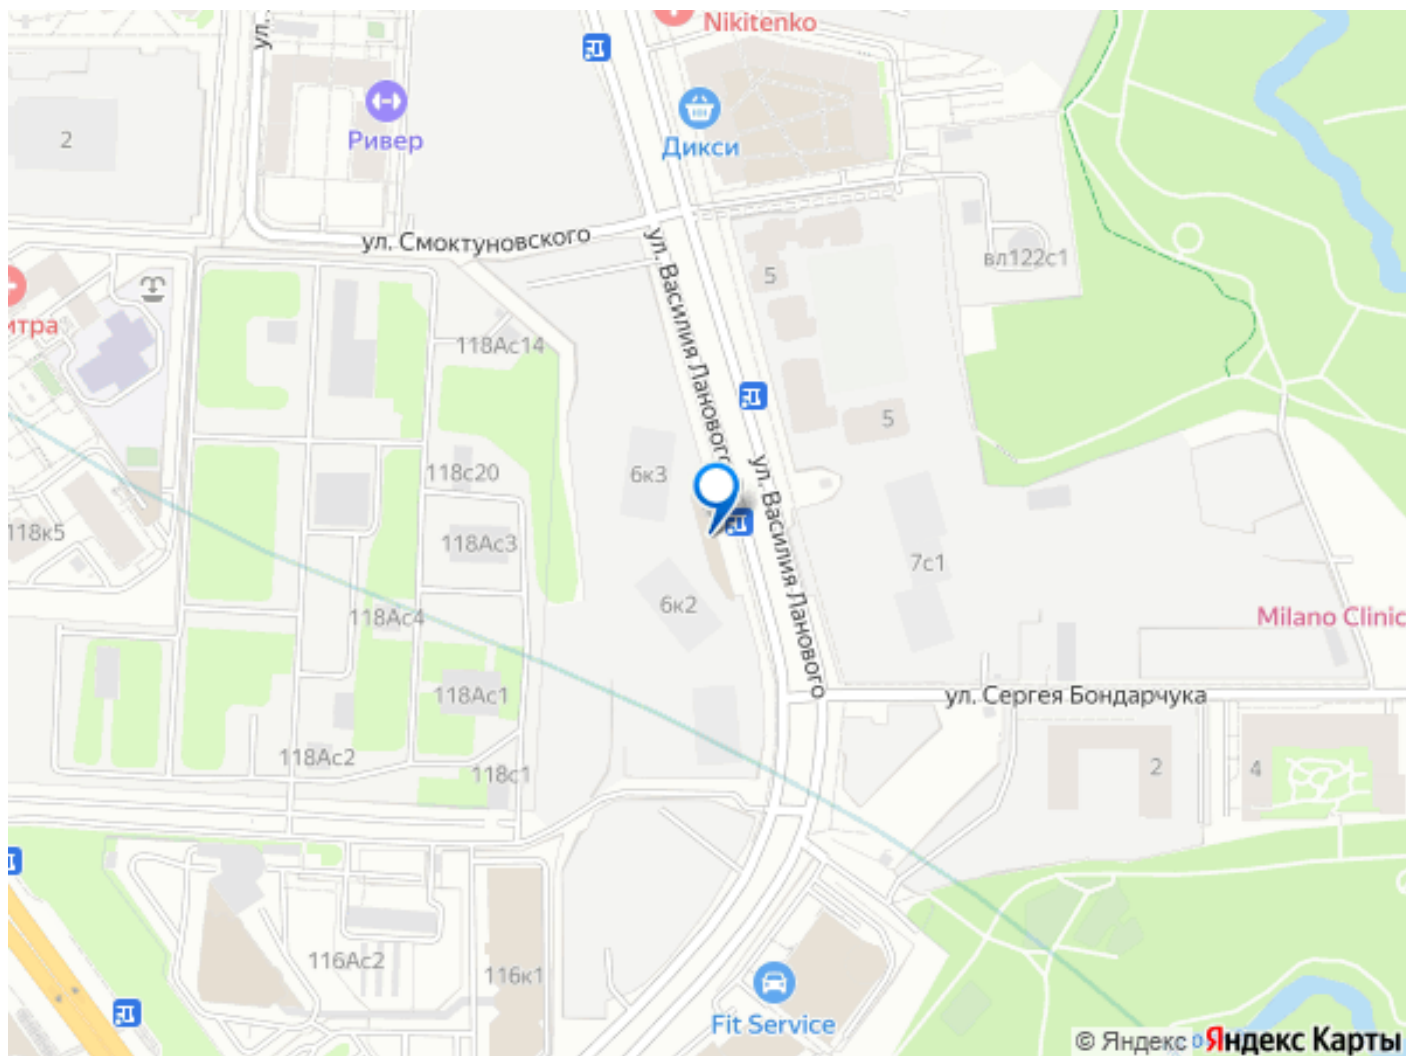 Nikitenko
ул.
2
Ривер
Дикси
ул. Смоктуновского
5
вл122с1
итра
118Ас14
ул. Василия Ланового
5
118с20
6к3
118к5
118Ас3
7с1
ул. Василия Ланового
6к2
118Ас4
Milano Clinic
118Ас1
ул. Сергея Бондарчука
118Ас2
118с1
2
4
116Ас2
116к1
Fit Service
© Яндекс
Яндекс Карты